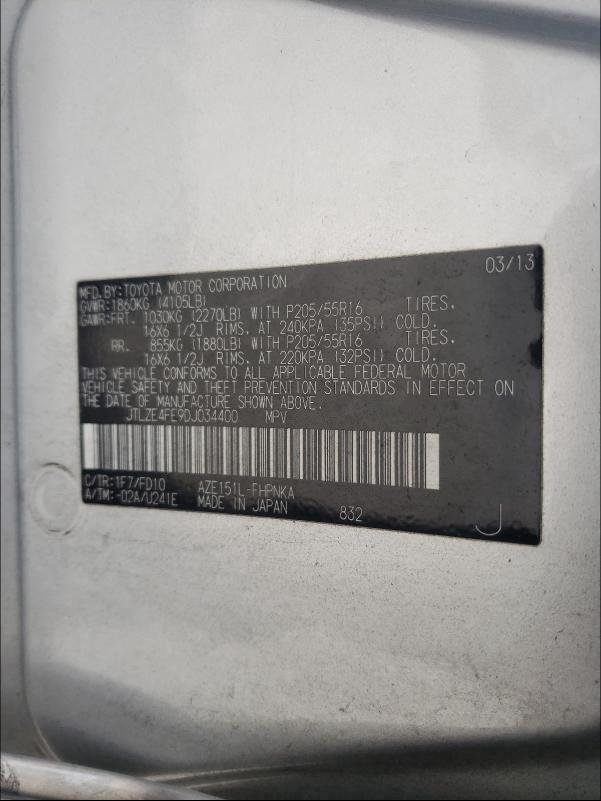 03/13
MFD.BY:TOYOTA MOTOR CORPORATION
GVWR:1860KG (4105LB)
GAWR:FRT. 1030KG (2270LB) WITH P205/55R16 TIRES.
16X6 1/2J RIMS. AT 240KPA (35PSI) COLD.
RR. 855KG (1880LB) WITH P205/55R16 TIRES.
16X6 1/2J RIMS. AT 220KPA (32PSI) COLD.
THIS VEHICLE CONFORMS TO ALL APPLICABLE FEDERAL MOTOR
VEHICLE SAFETY AND THEFT PREVENTION STANDARDS IN EFFECT ON
THE DATE OF MANUFACTURE SHOWN ABOVE.
JTLZE4FE9DJ034400 MPV
C/TR:1F7/FD10 AZE151L-FHPNKA
A/TM:-02A/U241E MADE IN JAPAN 832 J